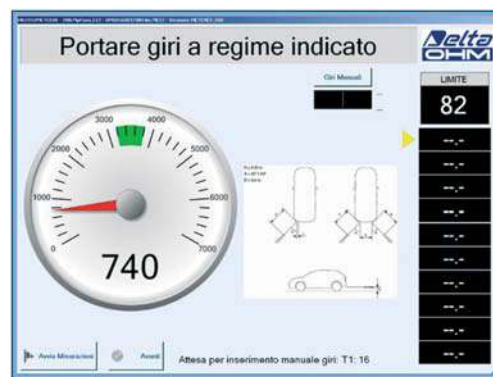 Portare giri a regime indicato
Delta
OHM
Giri Manuali
LIMITE
82
--.-
--.-
--.-
--.-
--.-
--.-
--.-
--.-
--.-
--.-
0
1000
2000
3000
4000
5000
6000
7000
740
Avvia Misurazioni
Avanti
Attesa per inserimento manuale giri: T1: 16